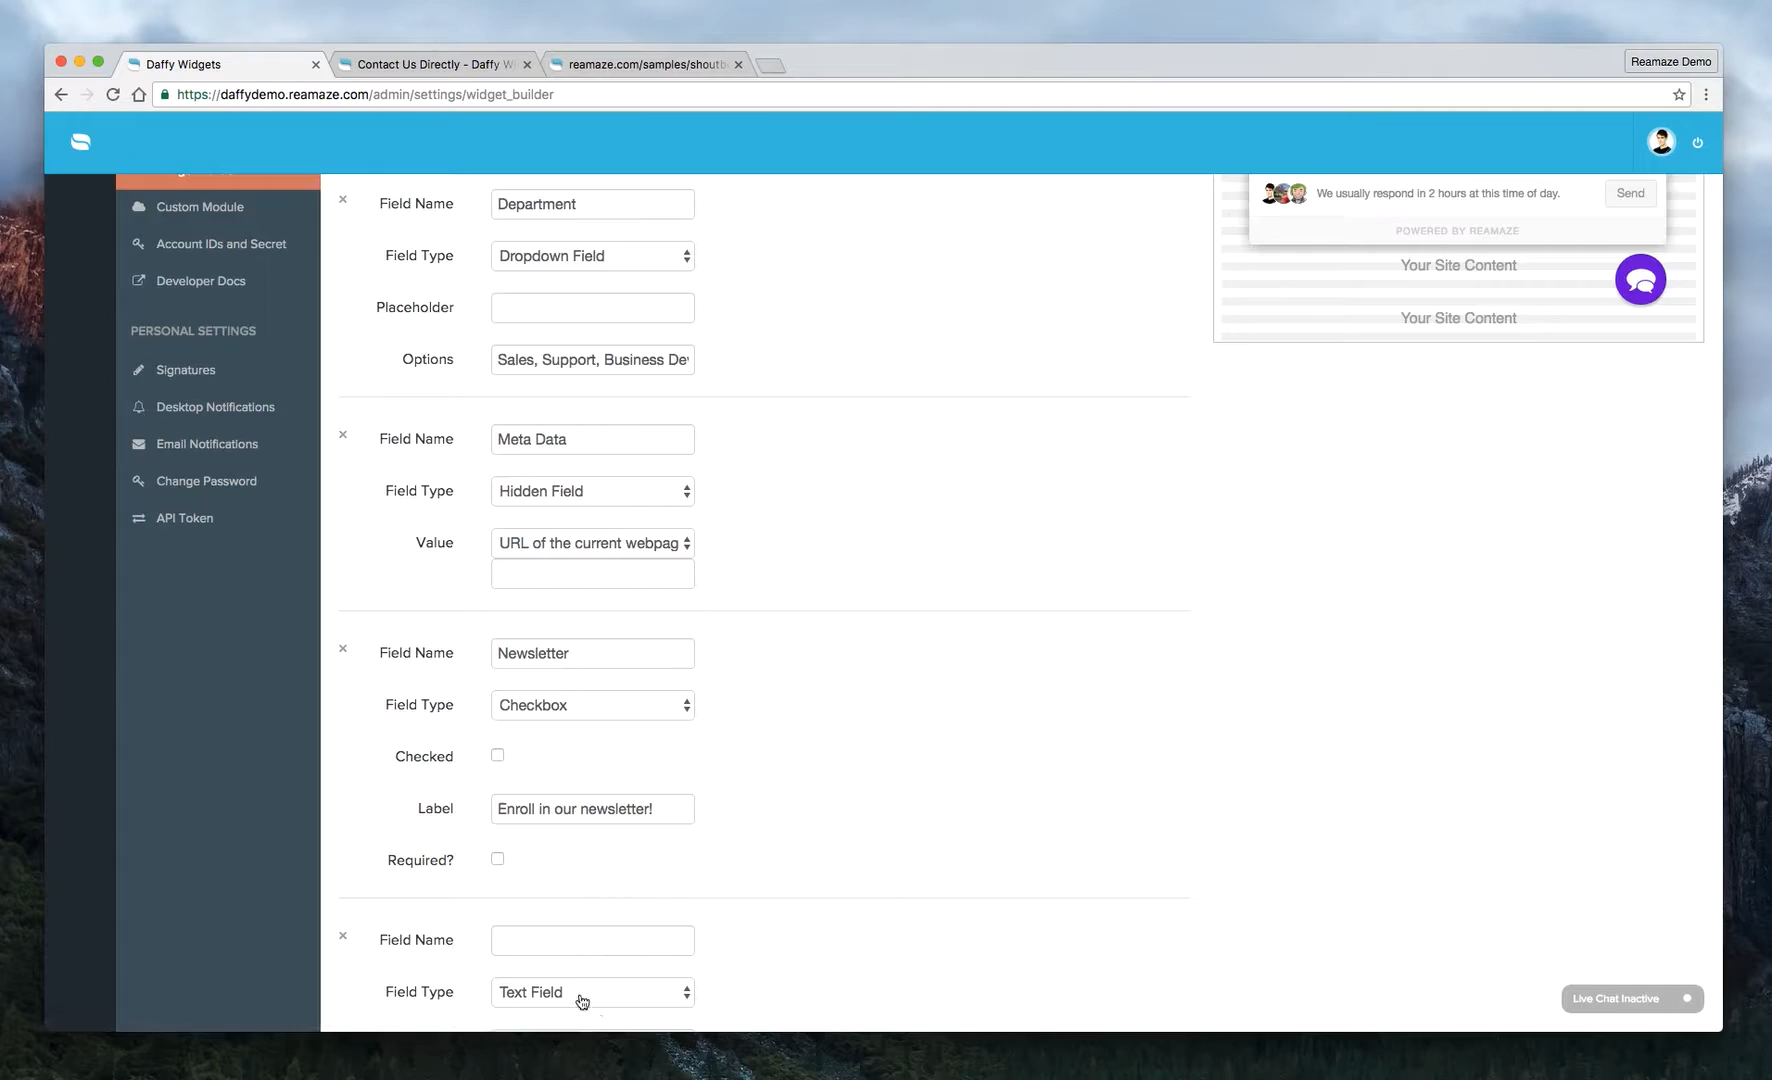 Daffy Widgets
Contact Us Directly - Daffy W
reamaze.com/samples/shoutb
Reamaze Demo
https://daffydemo.reamaze.com/admin/settings/widget_builder
Custom Module
Account IDs and Secret
Developer Docs
PERSONAL SETTINGS
Signatures
Desktop Notifications
Email Notifications
Change Password
API Token
Field Name
Department
Field Type
Dropdown Field
Placeholder
Options
Sales, Support, Business De
Field Name
Meta Data
Field Type
Hidden Field
Value
URL of the current webpag
Field Name
Newsletter
Field Type
Checkbox
Checked
Label
Enroll in our newsletter!
Required?
Field Name
Field Type
Text Field
We usually respond in 2 hours at this time of day.
Send
POWERED BY REAMAZE
Your Site Content
Your Site Content
Live Chat Inactive